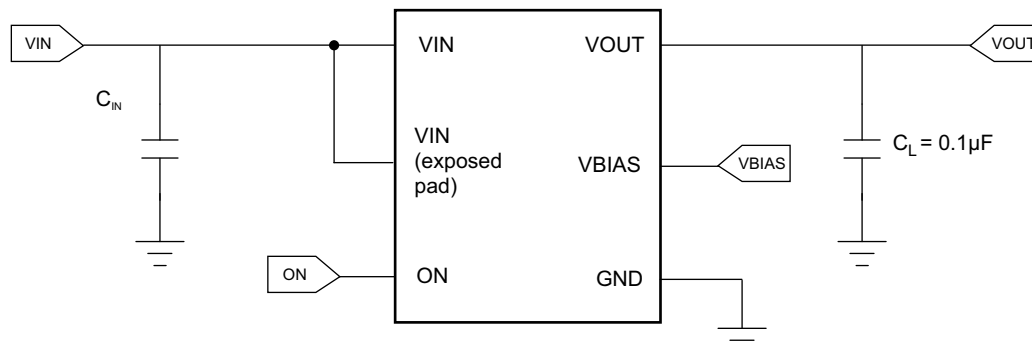 VIN
VIN
VOUT
VOUT
C_IN
VIN
(exposed
pad)
VBIAS
VBIAS
C_L = 0.1µF
ON
ON
GND